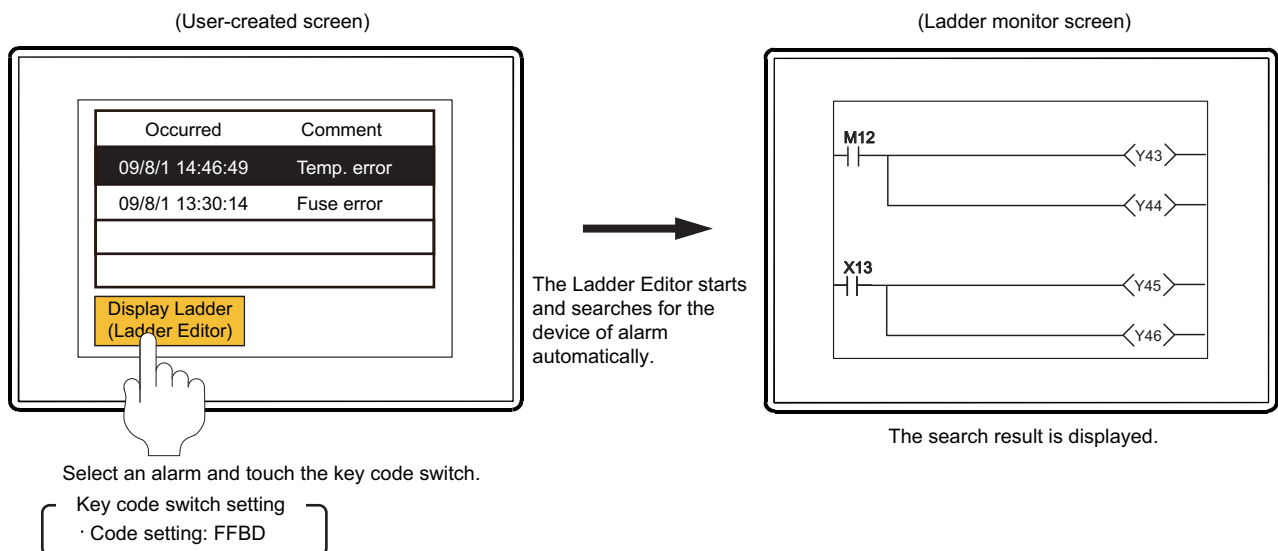 (User-created screen)
Occurred Comment
09/8/1 14:46:49 Temp. error
09/8/1 13:30:14 Fuse error
Display Ladder
(Ladder Editor)
Select an alarm and touch the key code switch.
Key code switch setting
· Code setting: FFBD
The Ladder Editor starts
and searches for the
device of alarm
automatically.
(Ladder monitor screen)
M12
Y43
Y44
X13
Y45
Y46
The search result is displayed.